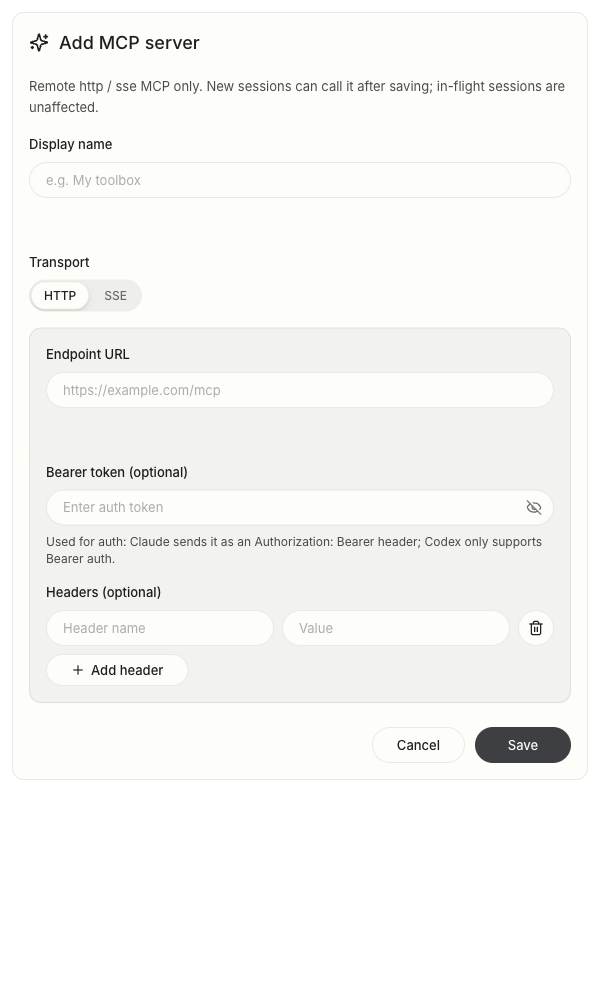 Add MCP server
Remote http / sse MCP only. New sessions can call it after saving; in-flight sessions are
unaffected.
Display name
e.g. My toolbox
Transport
HTTP SSE
Endpoint URL
https://example.com/mcp
Bearer token (optional)
Enter auth token
Used for auth: Claude sends it as an Authorization: Bearer header; Codex only supports
Bearer auth.
Headers (optional)
Header name Value
Add header
Cancel Save